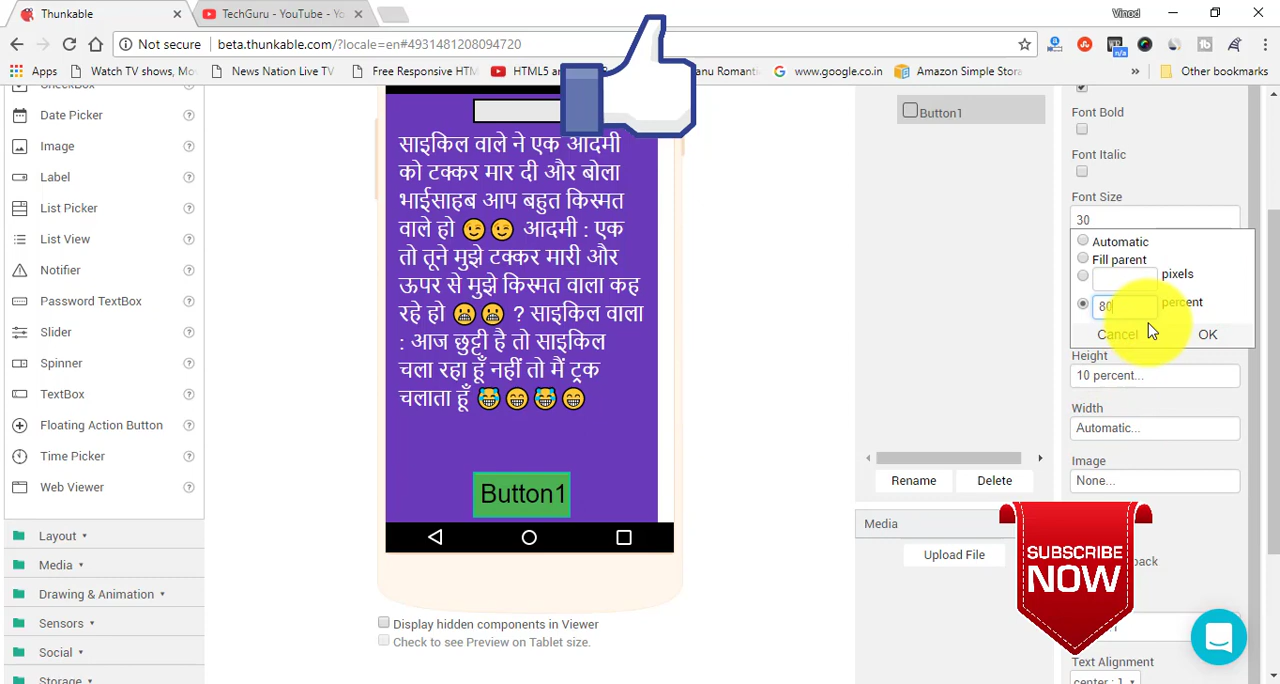 Thunkable
TechGuru - YouTube - Yo
Vinod
Not secure
beta.thunkable.com/?locale=en#4931481208094720
n/a
Apps
Watch TV shows, Mo
News Nation Live TV
Free Responsive HTM
HTML5 an
anu Romanti
www.google.co.in
Amazon Simple Stora
»
Other bookmarks
CheckBox
Date Picker
Image
Label
List Picker
List View
Notifier
Password TextBox
Slider
Spinner
TextBox
Floating Action Button
Time Picker
Web Viewer
Layout
Media
Drawing & Animation
Sensors
Social
Storage
साइकिल वाले ने एक आदमी
को टक्कर मार दी और बोला
भाईसाहब आप बहुत किस्मत
वाले हो 😉 😉 आदमी : एक
तो तूने मुझे टक्कर मारी और
ऊपर से मुझे किस्मत वाला कह
रहे हो 😬 😬 ? साइकिल वाला
: आज छुट्टी है तो साइकिल
चला रहा हूँ नहीं तो मैं ट्रक
चलाता हूँ 😂 😁 😂 😁
Button1
Display hidden components in Viewer
Check to see Preview on Tablet size.
Button1
Rename
Delete
Media
Upload File
Font Bold
Font Italic
Font Size
30
Automatic
Fill parent
pixels
80 percent
Cancel
OK
Height
10 percent...
Width
Automatic...
Image
None...
SUBSCRIBE
NOW
Text Alignment
center : 1